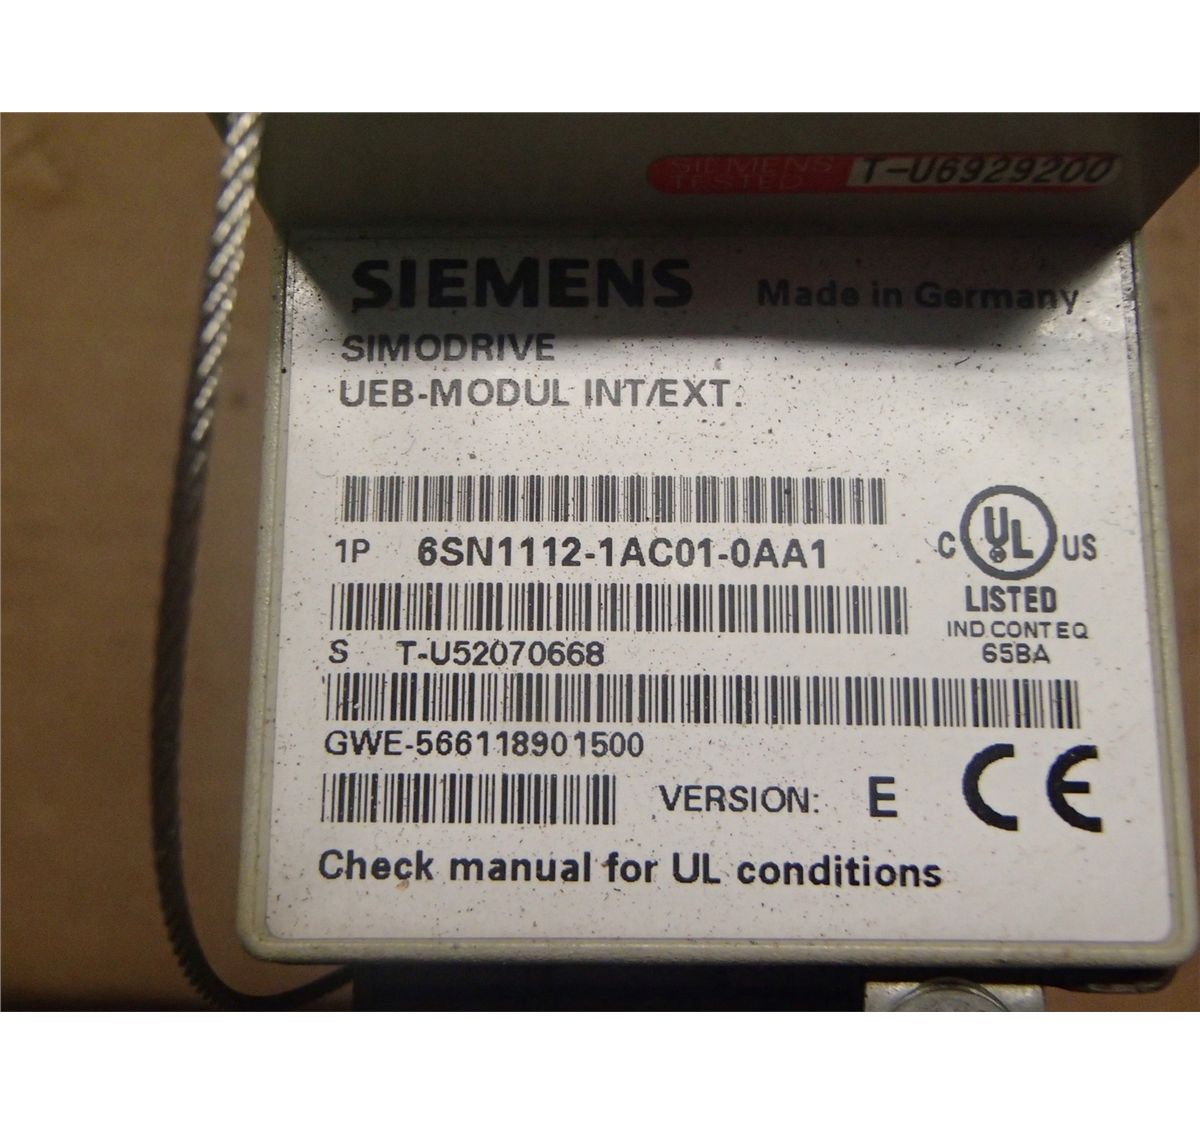 SIEMENS
TESTED
T-U6929200
SIEMENS
Made in Germany
SIMODRIVE
UEB-MODUL INT/EXT.
1P 6SN1112-1AC01-0AA1
C UL US
LISTED
IND CONT EQ
65BA
S T-U52070668
GWE-566118901500
VERSION: E
CE
Check manual for UL conditions